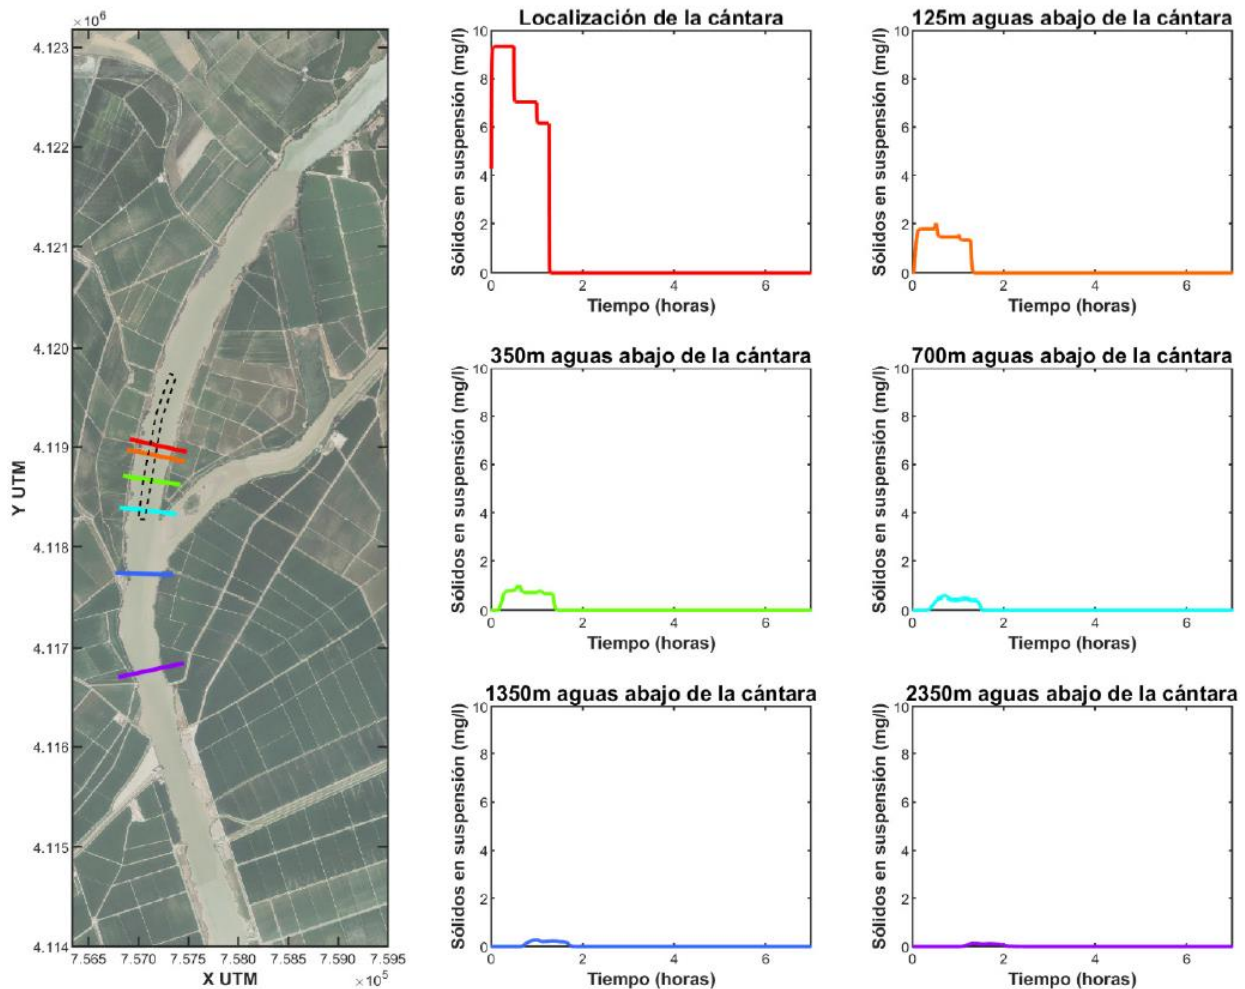 ×10⁶
4.123
4.122
4.121
4.120
4.119
4.118
4.117
4.116
4.115
4.114
Y UTM
7.565 7.570 7.575 7.580 7.585 7.590 7.595
X UTM
×10⁵
Localización de la cántara
Sólidos en suspensión (mg/l)
10
8
6
4
2
0
0 2 4 6
Tiempo (horas)
125m aguas abajo de la cántara
Sólidos en suspensión (mg/l)
10
8
6
4
2
0
0 2 4 6
Tiempo (horas)
350m aguas abajo de la cántara
Sólidos en suspensión (mg/l)
10
8
6
4
2
0
0 2 4 6
Tiempo (horas)
700m aguas abajo de la cántara
Sólidos en suspensión (mg/l)
10
8
6
4
2
0
0 2 4 6
Tiempo (horas)
1350m aguas abajo de la cántara
Sólidos en suspensión (mg/l)
10
8
6
4
2
0
0 2 4 6
Tiempo (horas)
2350m aguas abajo de la cántara
Sólidos en suspensión (mg/l)
10
8
6
4
2
0
0 2 4 6
Tiempo (horas)